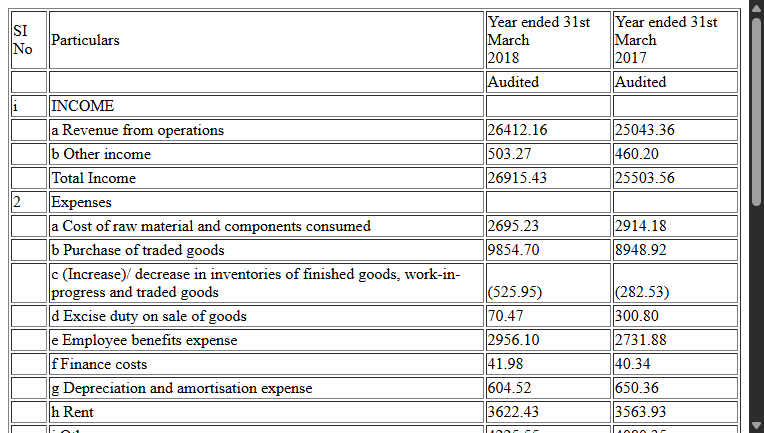 SI No Particulars Year ended 31st March 2018 Year ended 31st March 2017
Audited Audited
i INCOME
a Revenue from operations 26412.16 25043.36
b Other income 503.27 460.20
Total Income 26915.43 25503.56
2 Expenses
a Cost of raw material and components consumed 2695.23 2914.18
b Purchase of traded goods 9854.70 8948.92
c (Increase)/ decrease in inventories of finished goods, work-in-
progress and traded goods (525.95) (282.53)
d Excise duty on sale of goods 70.47 300.80
e Employee benefits expense 2956.10 2731.88
f Finance costs 41.98 40.34
g Depreciation and amortisation expense 604.52 650.36
h Rent 3622.43 3563.93